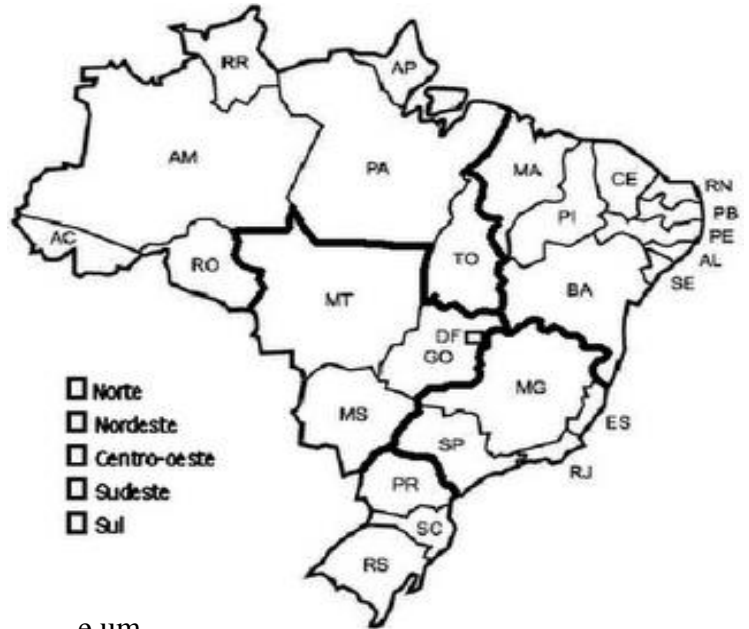 RR
AP
AM
PA
MA
CE
RN
PI
PB
PE
AC
RO
TO
AL
SE
BA
MT
DF
GO
MG
MS
ES
SP
RJ
PR
SC
RS
Norte
Nordeste
Centro-oeste
Sudeste
Sul
e um